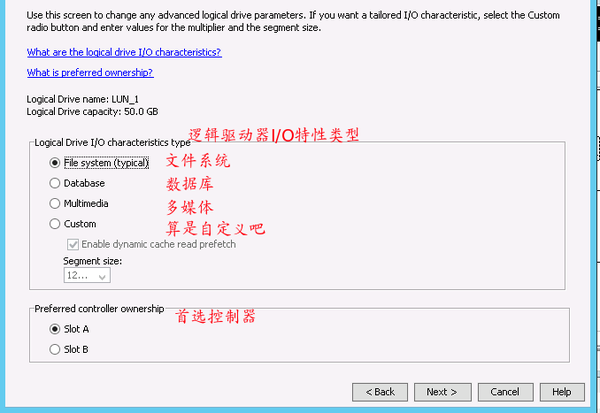 Use this screen to change any advanced logical drive parameters. If you want a tailored I/O characteristic, select the Custom
radio button and enter values for the multiplier and the segment size.
What are the logical drive I/O characteristics?
What is preferred ownership?
Logical Drive name: LUN_1
Logical Drive capacity: 50.0 GB
Logical Drive I/O characteristics type 逻辑驱动器I/O特性类型
File system (typical) 文件系统
Database 数据库
Multimedia 多媒体
Custom 算是自定义吧
Enable dynamic cache read prefetch
Segment size:
12...
Preferred controller ownership 首选控制器
Slot A
Slot B
< Back Next > Cancel Help